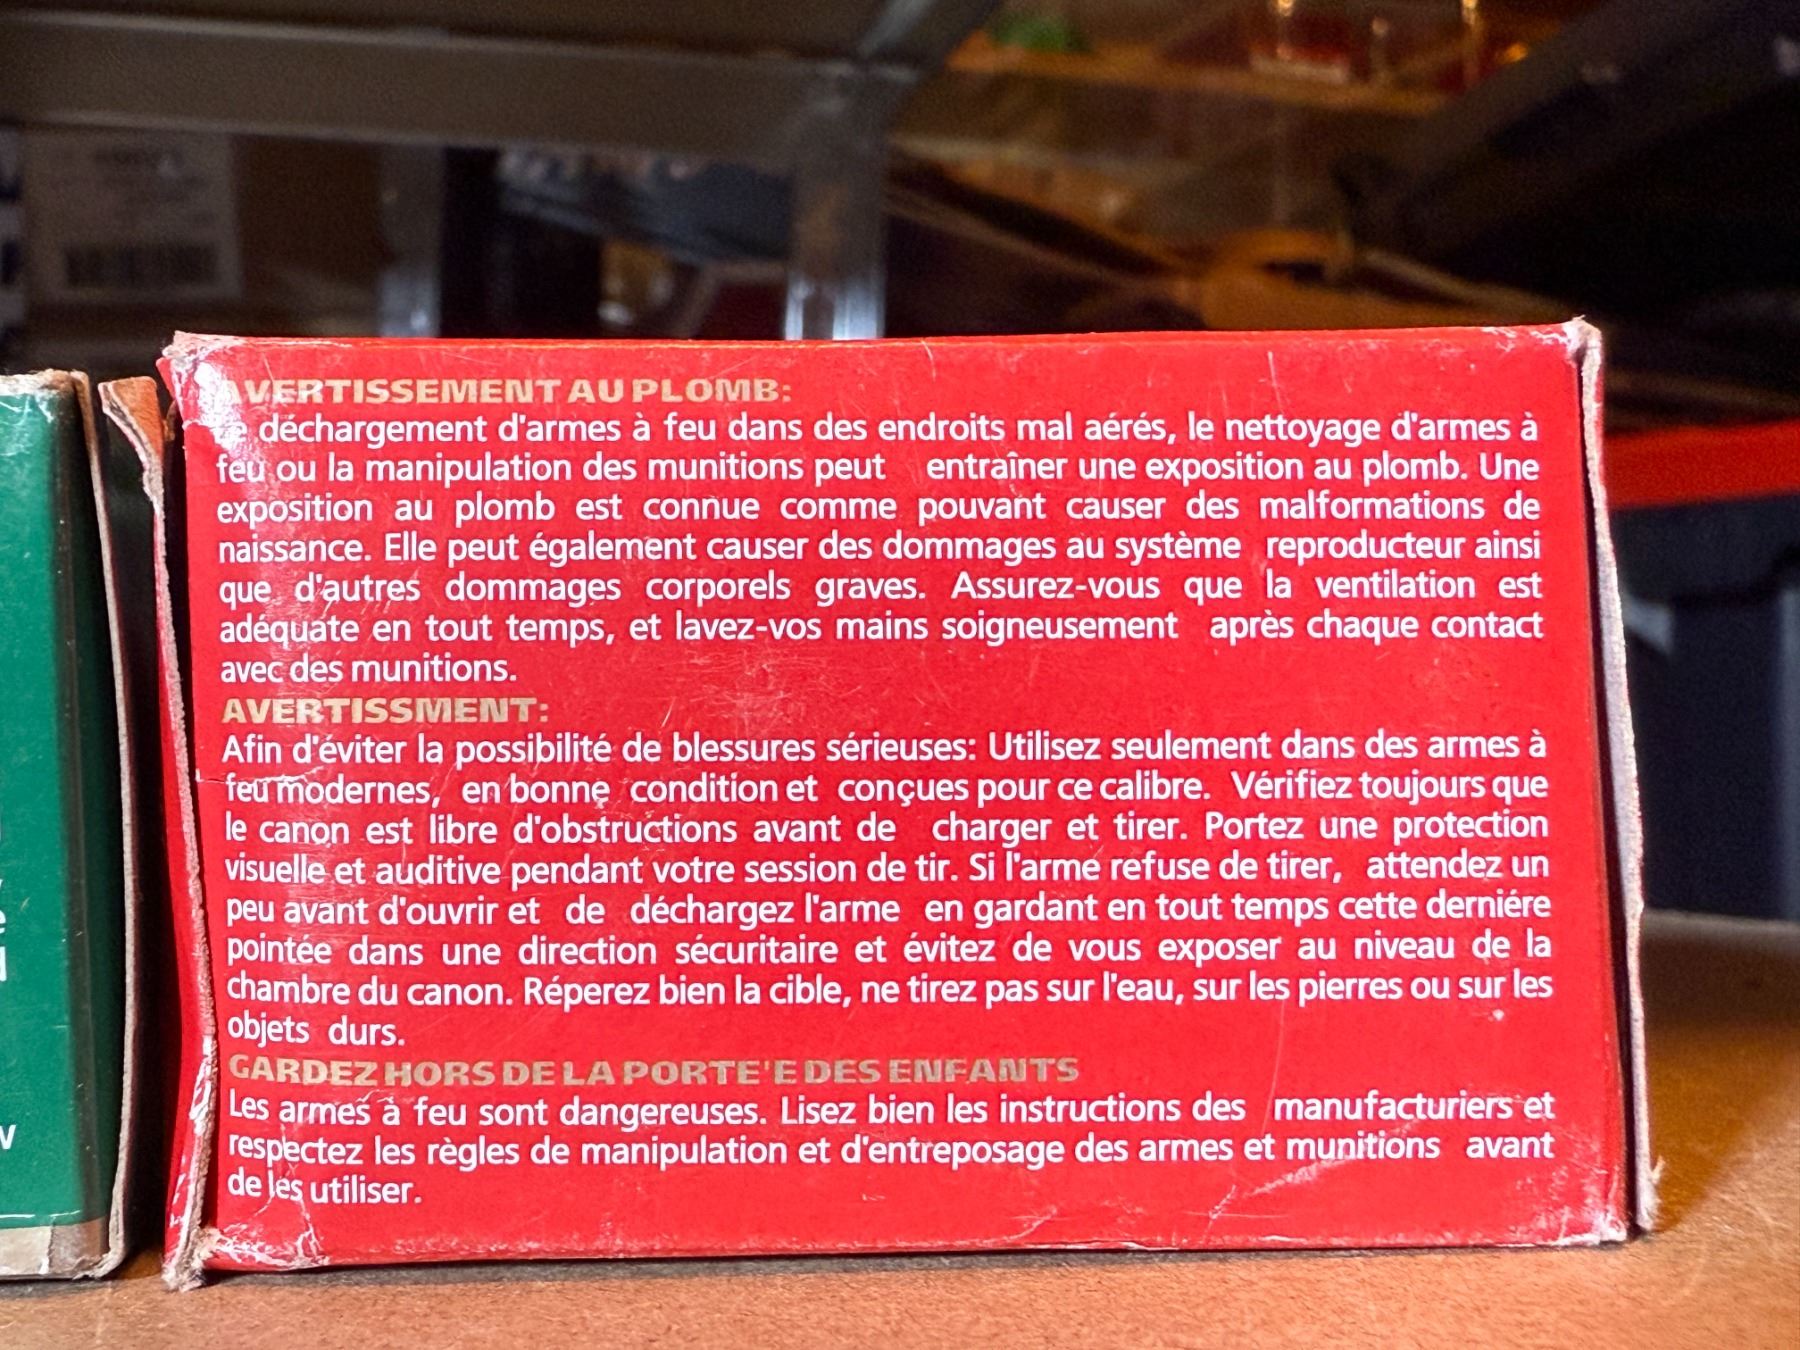 AVERTISSEMENT AU PLOMB:
déchargement d'armes à feu dans des endroits mal aérés, le nettoyage d'armes à
feu ou la manipulation des munitions peut entraîner une exposition au plomb. Une
exposition au plomb est connue comme pouvant causer des malformations de
naissance. Elle peut également causer des dommages au système reproducteur ainsi
que d'autres dommages corporels graves. Assurez-vous que la ventilation est
adéquate en tout temps, et lavez-vos mains soigneusement après chaque contact
avec des munitions.
AVERTISSMENT:
Afin d'éviter la possibilité de blessures sérieuses: Utilisez seulement dans des armes à
feu modernes, en bonne condition et conçues pour ce calibre. Vérifiez toujours que
le canon est libre d'obstructions avant de charger et tirer. Portez une protection
visuelle et auditive pendant votre session de tir. Si l'arme refuse de tirer, attendez un
peu avant d'ouvrir et de déchargez l'arme en gardant en tout temps cette derniére
pointée dans une direction sécuritaire et évitez de vous exposer au niveau de la
chambre du canon. Réperez bien la cible, ne tirez pas sur l'eau, sur les pierres ou sur les
objets durs.
GARDEZ HORS DE LA PORTE'E DES ENFANTS
Les armes à feu sont dangereuses. Lisez bien les instructions des manufacturiers et
respectez les règles de manipulation et d'entreposage des armes et munitions avant
de les utiliser.